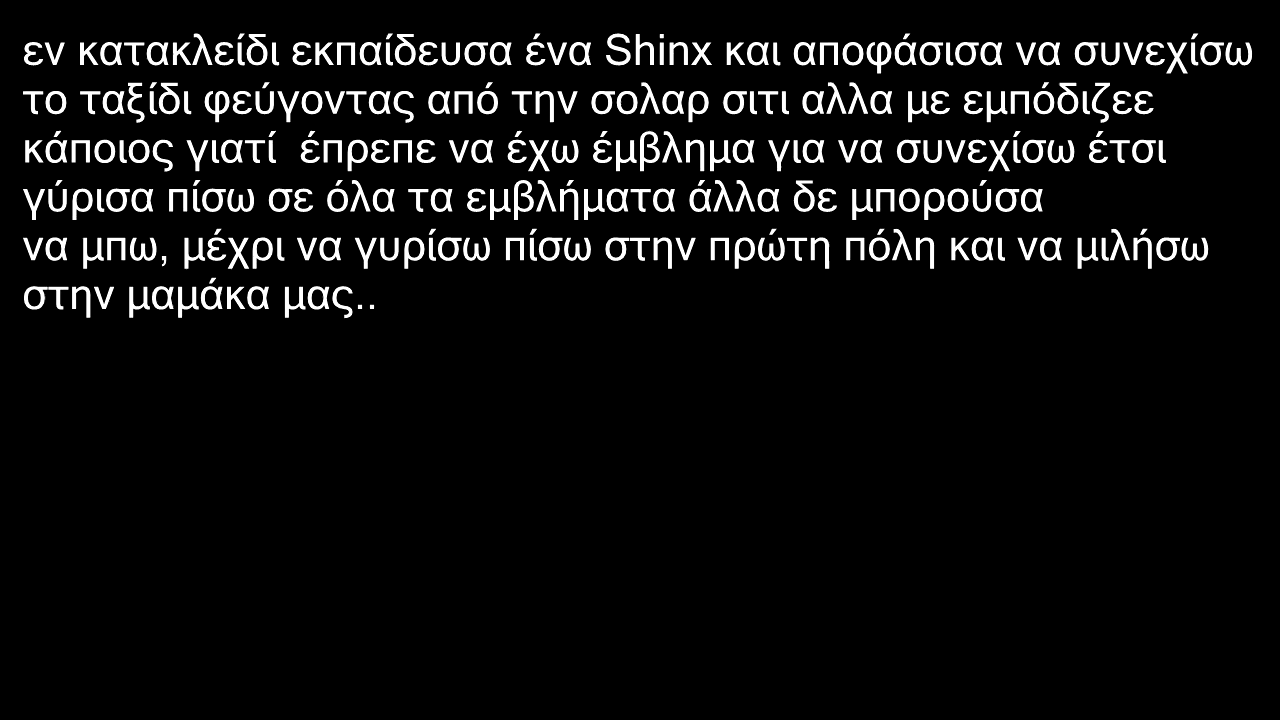 εν κατακλείδι εκπαίδευσα ένα Shinx και αποφάσισα να συνεχίσω
το ταξίδι φεύγοντας από την σολαρ σιτι αλλα με εμπόδιζεε
κάποιος γιατί  έπρεπε να έχω έμβλημα για να συνεχίσω έτσι
γύρισα πίσω σε όλα τα εμβλήματα άλλα δε μπορούσα
να μπω, μέχρι να γυρίσω πίσω στην πρώτη πόλη και να μιλήσω
στην μαμάκα μας..